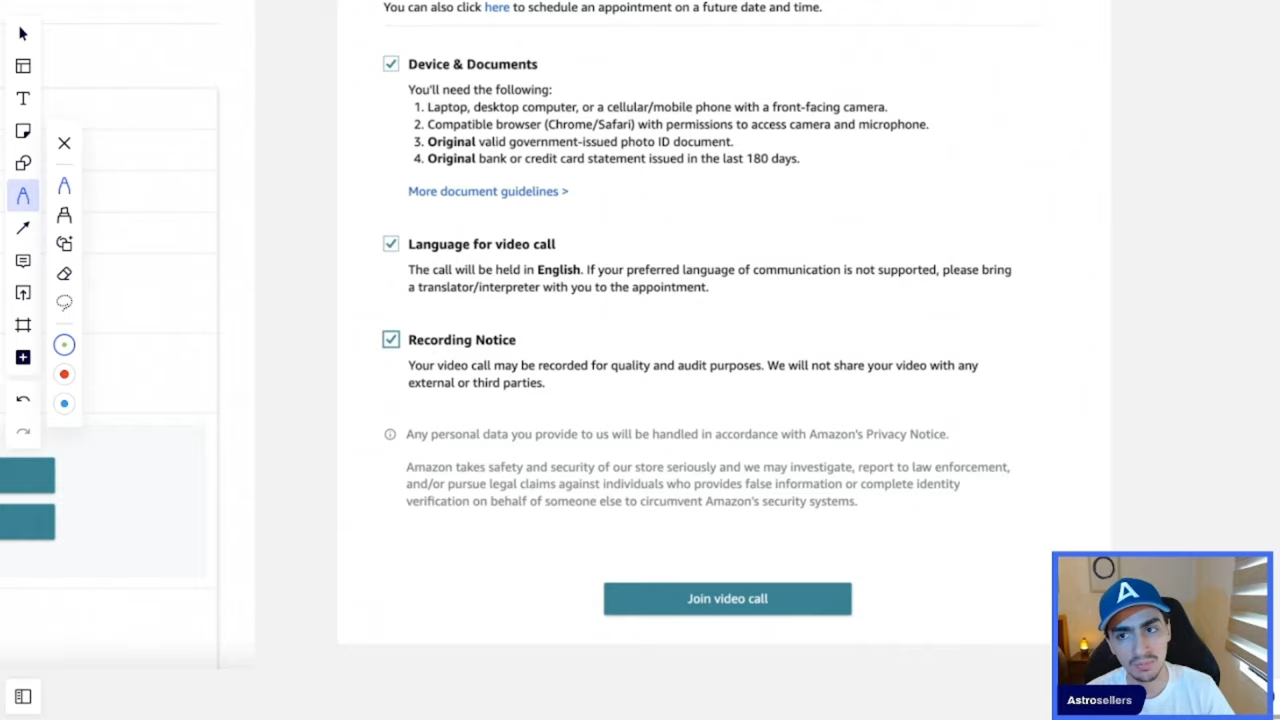 You can also click here to schedule an appointment on a future date and time.
Device & Documents
You'll need the following:
1. Laptop, desktop computer, or a cellular/mobile phone with a front-facing camera.
2. Compatible browser (Chrome/Safari) with permissions to access camera and microphone.
3. Original valid government-issued photo ID document.
4. Original bank or credit card statement issued in the last 180 days.
More document guidelines >
Language for video call
The call will be held in English. If your preferred language of communication is not supported, please bring
a translator/interpreter with you to the appointment.
Recording Notice
Your video call may be recorded for quality and audit purposes. We will not share your video with any
external or third parties.
Any personal data you provide to us will be handled in accordance with Amazon's Privacy Notice.
Amazon takes safety and security of our store seriously and we may investigate, report to law enforcement,
and/or pursue legal claims against individuals who provides false information or complete identity
verification on behalf of someone else to circumvent Amazon's security systems.
Join video call
Astrosellers